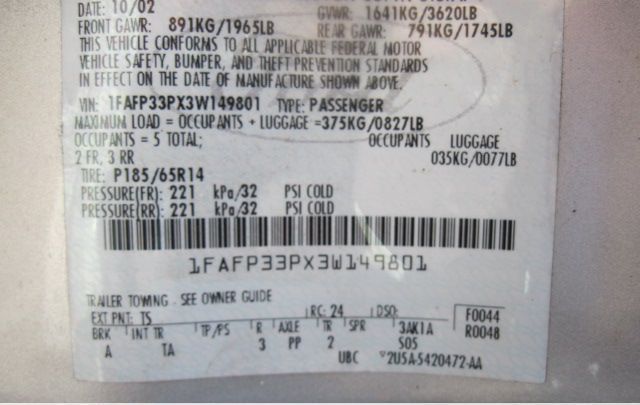 DATE: 10/02
GVWR: 1641KG/3620LB
FRONT GAWR: 891KG/1965LB REAR GAWR: 791KG/1745LB
THIS VEHICLE CONFORMS TO ALL APPLICABLE FEDERAL MOTOR
VEHICLE SAFETY, BUMPER, AND THEFT PREVENTION STANDARDS
IN EFFECT ON THE DATE OF MANUFACTURE SHOWN ABOVE.
VIN: 1FAFP33PX3W149801 TYPE: PASSENGER
MAXIMUM LOAD = OCCUPANTS + LUGGAGE =375KG/0827LB
OCCUPANTS = 5 TOTAL; OCCUPANTS LUGGAGE
2 FR, 3 RR 035KG/0077LB
TIRE: P185/65R14
PRESSURE(FR): 221 kPa/32 PSI COLD
PRESSURE(RR): 221 kPa/32 PSI COLD
1FAFP33PX3W149801
TRAILER TOWING - SEE OWNER GUIDE
EXT PNT: TS RC: 24 DSO: F0044
BRK INT TR TP/PS R AXLE TR SPR 3AK1A R0048
A TA 3 PP 2 S05
UBC 2U5A-5420472-AA